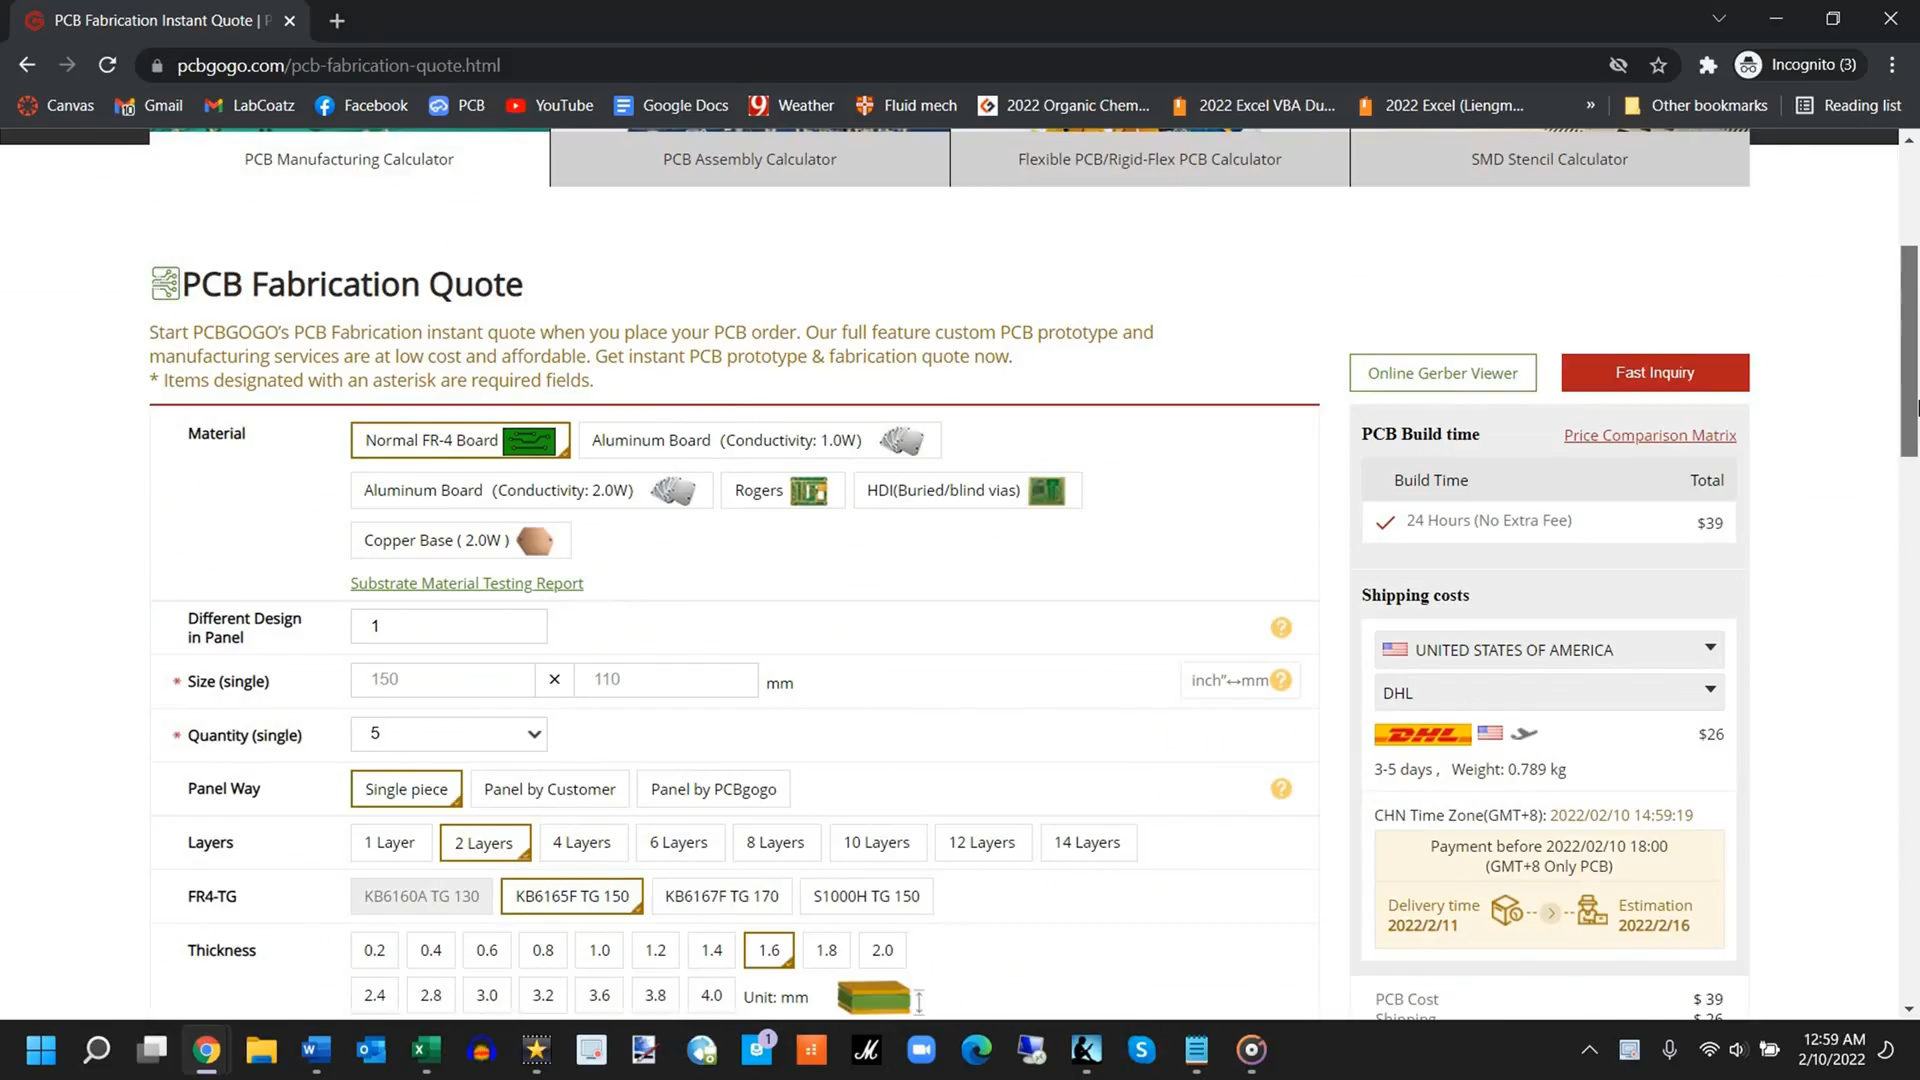 PCB Fabrication Instant Quote | P
pcbgogo.com/pcb-fabrication-quote.html
Incognito (3)
Canvas
10
Gmail
LabCoatz
Facebook
PCB
YouTube
Google Docs
9
Weather
Fluid mech
2022 Organic Chem...
2022 Excel VBA Du...
2022 Excel (Liengm...
»
Other bookmarks
Reading list
PCB Manufacturing Calculator
PCB Assembly Calculator
Flexible PCB/Rigid-Flex PCB Calculator
SMD Stencil Calculator
PCB Fabrication Quote
Start PCBGOGO's PCB Fabrication instant quote when you place your PCB order. Our full feature custom PCB prototype and
manufacturing services are at low cost and affordable. Get instant PCB prototype & fabrication quote now.
* Items designated with an asterisk are required fields.
Online Gerber Viewer
Fast Inquiry
Material
Normal FR-4 Board
Aluminum Board (Conductivity: 1.0W)
Aluminum Board (Conductivity: 2.0W)
Rogers
HDI(Buried/blind vias)
Copper Base ( 2.0W )
Substrate Material Testing Report
Different Design
in Panel
1
?
* Size (single)
150
×
110
mm
inch"↔mm
?
* Quantity (single)
5
Panel Way
Single piece
Panel by Customer
Panel by PCBgogo
?
Layers
1 Layer
2 Layers
4 Layers
6 Layers
8 Layers
10 Layers
12 Layers
14 Layers
FR4-TG
KB6160A TG 130
KB6165F TG 150
KB6167F TG 170
S1000H TG 150
Thickness
0.2
0.4
0.6
0.8
1.0
1.2
1.4
1.6
1.8
2.0
2.4
2.8
3.0
3.2
3.6
3.8
4.0
Unit: mm
PCB Build time
Price Comparison Matrix
Build Time
Total
24 Hours (No Extra Fee)
$39
Shipping costs
UNITED STATES OF AMERICA
DHL
DHL
$26
3-5 days , Weight: 0.789 kg
CHN Time Zone(GMT+8): 2022/02/10 14:59:19
Payment before 2022/02/10 18:00
(GMT+8 Only PCB)
Delivery time
2022/2/11
Estimation
2022/2/16
PCB Cost
$ 39
Shipping
$ 26
1
12:59 AM
2/10/2022